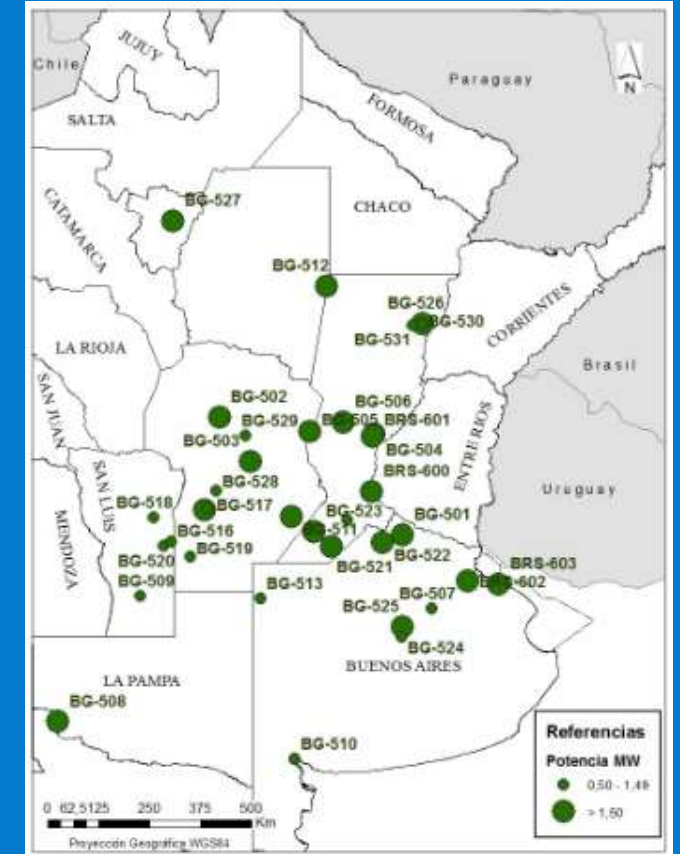 JUJUY
Chile
Paraguay
N
SALTA
FORMOSA
CATAMARCA
BG-527
CHACO
BG-512
BG-526
BG-530
BG-531
CORRIENTES
LA RIOJA
Brasil
SAN JUAN
BG-502
BG-506
BG-529
505
BRS-601
BG-503
BG-504
ENTRE RIOS
SAN LUIS
BRS-600
BG-528
Uruguay
BG-518
BG-517
BG-523
BG-501
MENDOZA
BG-516
511
BG-522
BG-520
BG-519
BG-521
BRS-603
BG-509
BG-513
BG-507
BRS-602
BG-525
BG-524
BUENOS AIRES
LA PAMPA
BG-508
BG-510
Referencias
Potencia MW
0,50 - 1,49
> 1,50
0 62,5125 250 375 500
Km
Proyección Geográfica WGS84